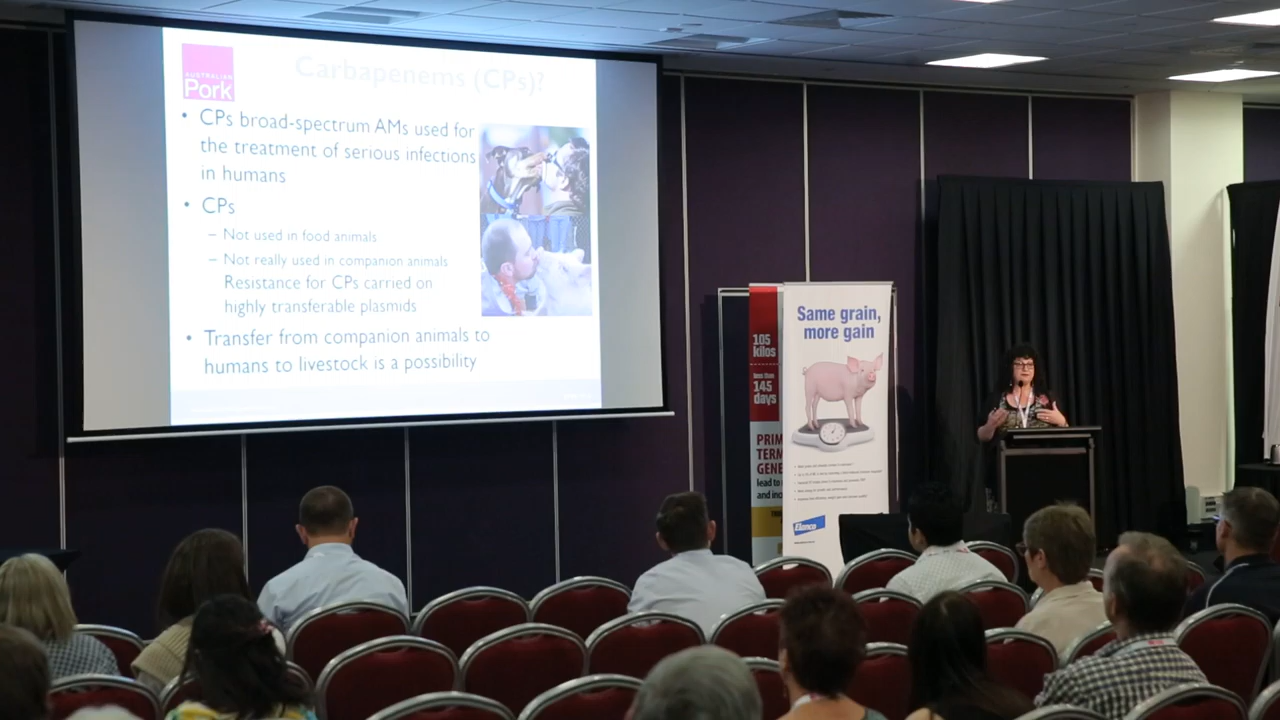 AUSTRALIAN
Pork
Carbapenems (CPs)?
• CPs broad-spectrum AMs used for
the treatment of serious infections
in humans
• CPs
– Not used in food animals
– Not really used in companion animals
Resistance for CPs carried on
highly transferable plasmids
• Transfer from companion animals to
humans to livestock is a possibility
105
kilos
less than
145
days
PRIM
TERM
GENE
lead to
and inc
Same grain,
more gain
Elanco